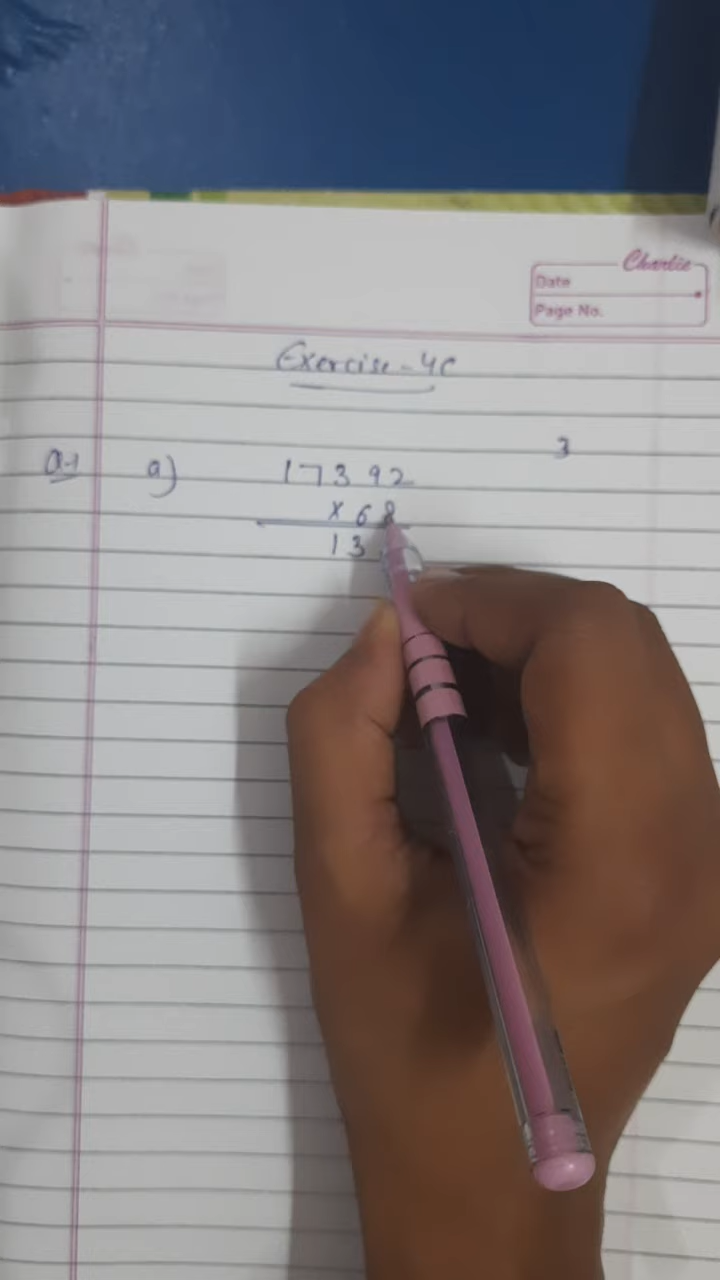 Charlie
Date
Page No.
Exercise - 4C
3
Q.1 a) 17392
× 68
13